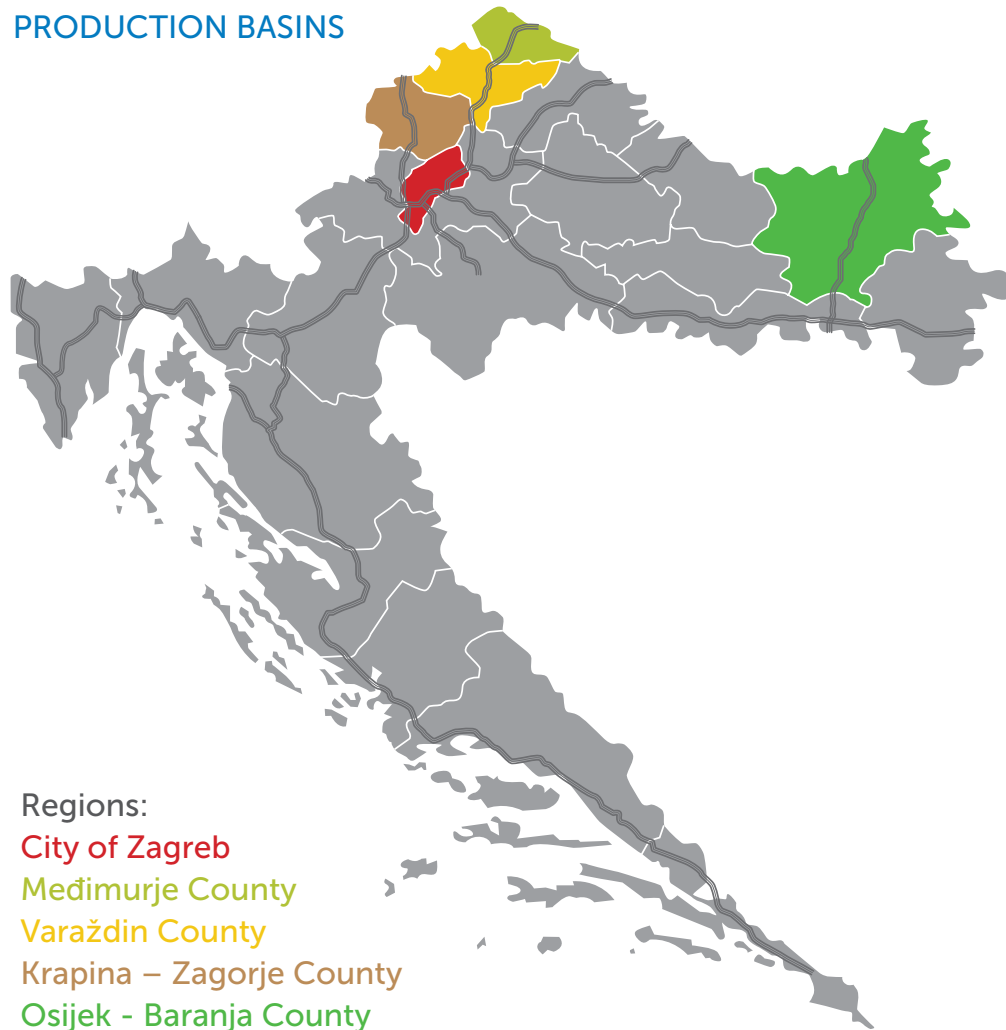 PRODUCTION BASINS
Regions:
City of Zagreb
Međimurje County
Varaždin County
Krapina – Zagorje County
Osijek - Baranja County